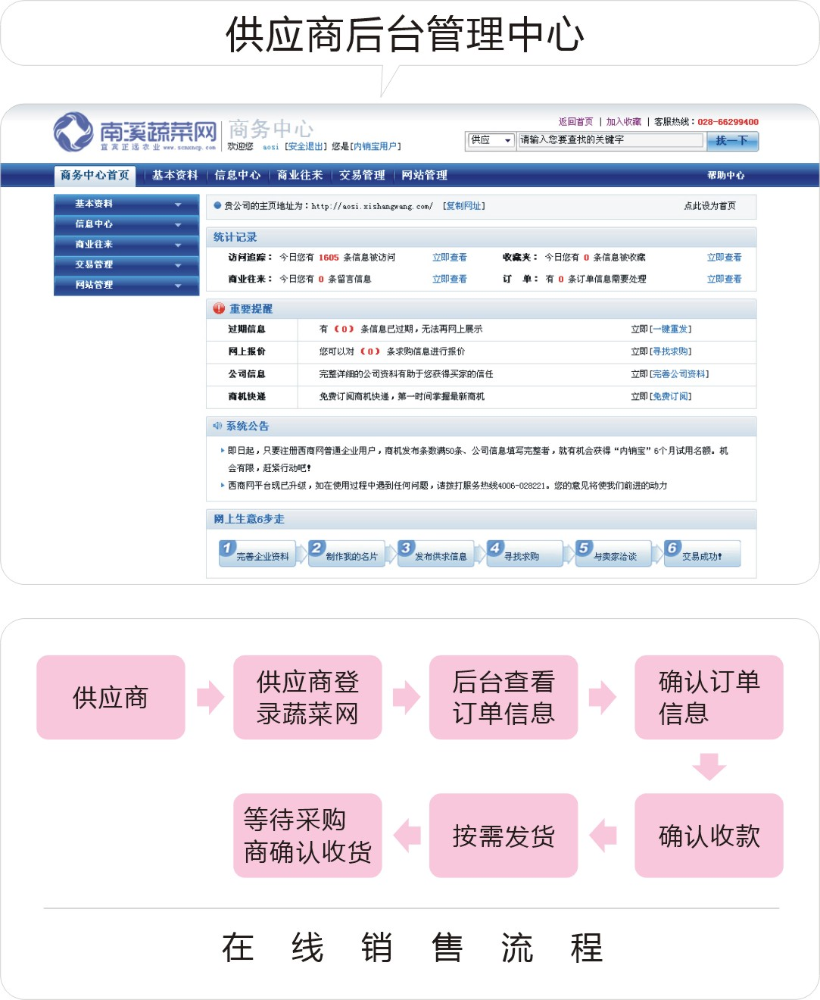 供应商后台管理中心
南溪蔬菜网 商务中心
宜宾正远农业 www.scnxncp.com
欢迎您 aosi [安全退出] 您是[内销宝用户]
返回首页 | 加入收藏 | 客服热线：028-66299400
供应 请输入您要查找的关键字 找一下
商务中心首页 基本资料 信息中心 商业往来 交易管理 网站管理 帮助中心
基本资料
信息中心
商业往来
交易管理
网站管理
贵公司的主页地址为：http://aosi.xishangwang.com/ [复制网址] 点此设为首页
统计记录
访问追踪： 今日您有 1605 条信息被访问 立即查看 收藏夹： 今日您有 0 条信息被收藏 立即查看
商业往来： 今日您有 0 条留言信息 立即查看 订 单： 有 0 条订单信息需要处理 立即查看
重要提醒
过期信息 有 （0） 条信息已过期，无法再网上展示 立即[一键重发]
网上报价 您可以对 （0） 条求购信息进行报价 立即[寻找求购]
公司信息 完整详细的公司资料有助于您获得买家的信任 立即[完善公司资料]
商机快递 免费订阅商机快递，第一时间掌握最新商机 立即[免费订阅]
系统公告
即日起，只要注册西商网普通企业用户，商机发布条数满50条、公司信息填写完整者，就有机会获得“内销宝”6个月试用名额。机
会有限，赶紧行动吧！
西商网平台现已升级，如在使用过程中遇到任何问题，请拨打服务热线4006-028221。您的意见将使我们前进的动力
网上生意6步走
1 完善企业资料 2 制作我的名片 3 发布供求信息 4 寻找求购 5 与卖家洽谈 6 交易成功！
供应商
供应商登
录蔬菜网
后台查看
订单信息
确认订单
信息
确认收款
按需发货
等待采购
商确认收货
在线销售流程